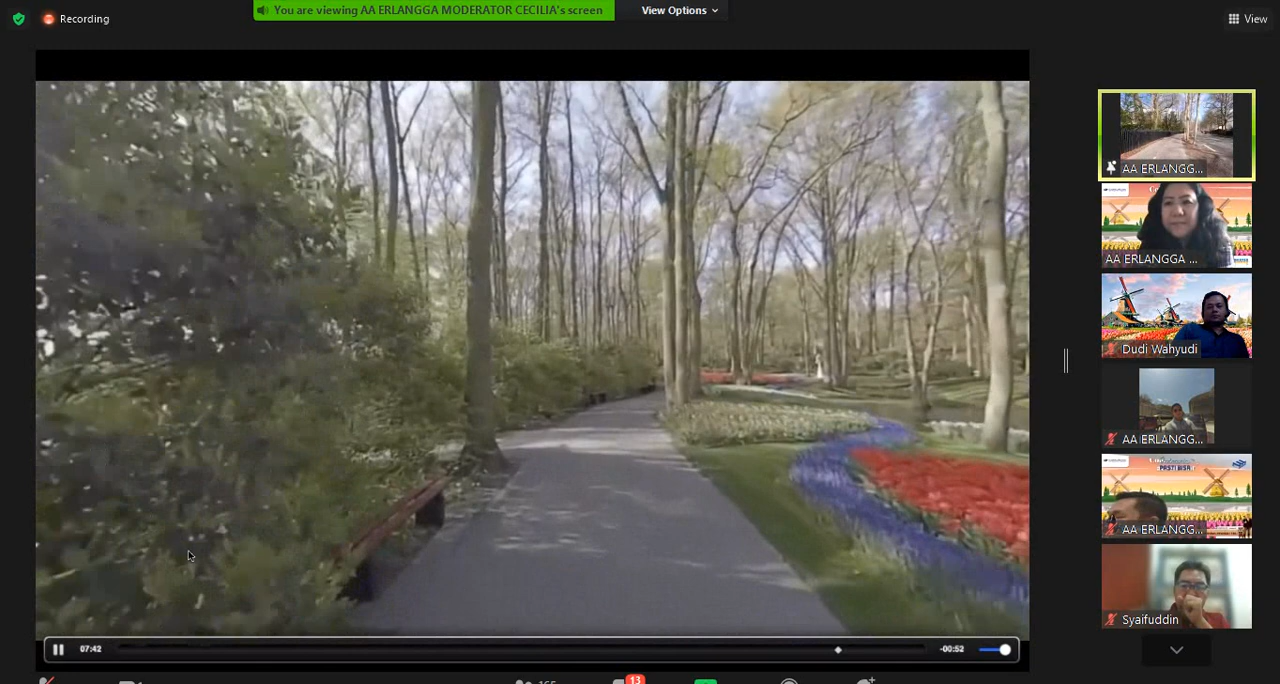 Recording
You are viewing AA ERLANGGA MODERATOR CECILIA's screen
View Options
View
AA ERLANGG...
AA ERLANGGA ...
Dudi Wahyudi
AA ERLANGG...
PASTI BISA
AA ERLANGG...
Syaifuddin
07:42
-00:52
13
165